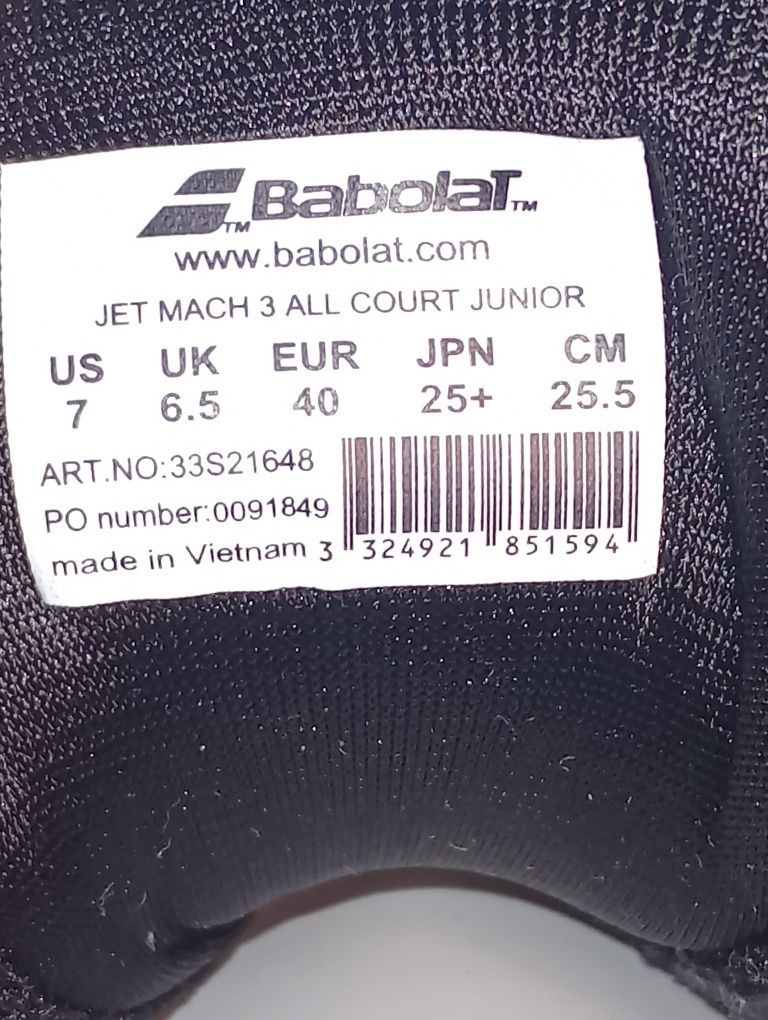 BabolaT™
www.babolat.com
JET MACH 3 ALL COURT JUNIOR
US UK EUR JPN CM
7 6.5 40 25+ 25.5
ART.NO:33S21648
PO number:0091849
made in Vietnam 3 324921 851594